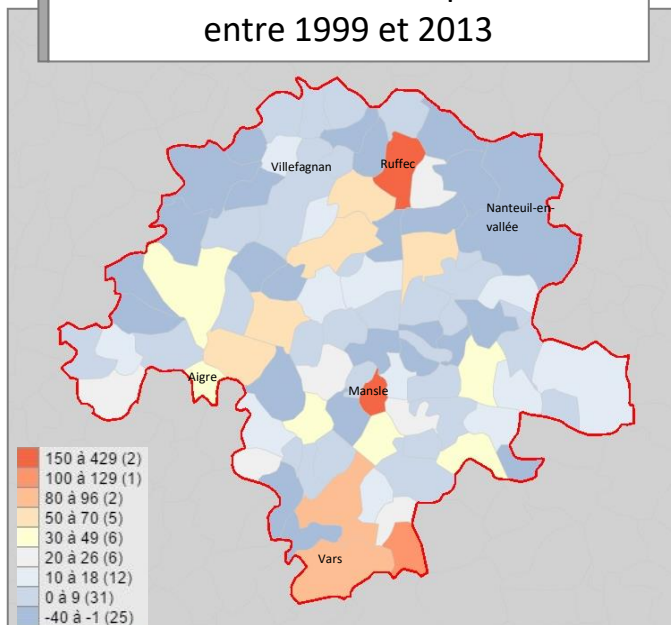 entre 1999 et 2013
Villefagnan
Ruffec
Nanteuil-en-
vallée
Aigre
Mansle
Vars
150 à 429 (2)
100 à 129 (1)
80 à 96 (2)
50 à 70 (5)
30 à 49 (6)
20 à 26 (6)
10 à 18 (12)
0 à 9 (31)
-40 à -1 (25)